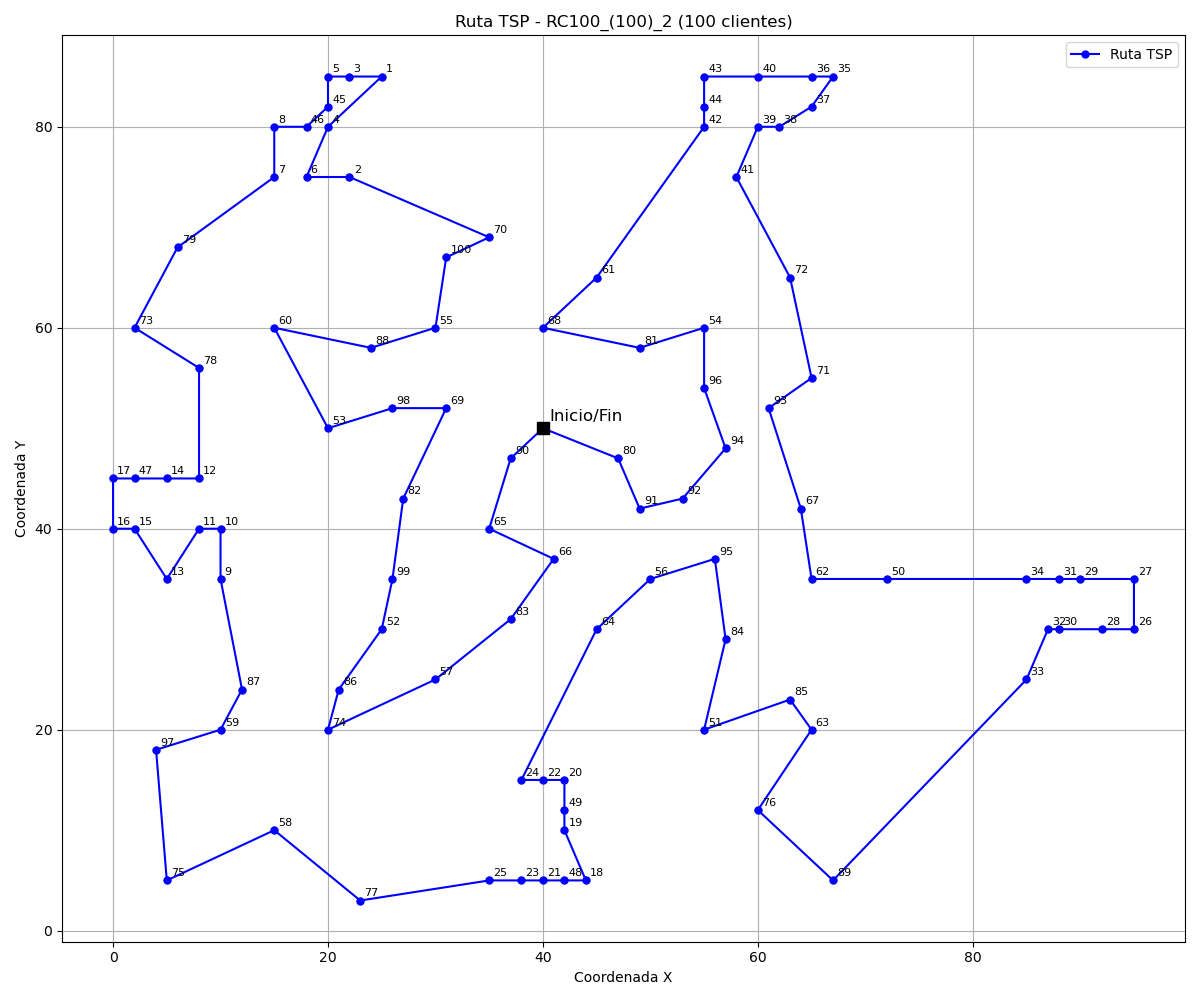 Ruta TSP - RC100_(100)_2 (100 clientes)
Ruta TSP
5 3 1
43 40 36 35
45
44 37
8 46 4
42 39 38
7 6 2 41
70
79 100
61 72
73 60 55
68 54
88 81
78 71
98 69 96 93
53 Inicio/Fin
90 80 94
17 47 14 12
82 91 92 67
16 15 11 10 65
66 95
13 9 99 56 62 50 34 31 29 27
52 83 64 84 32 30 28 26
87 86 57 85 33
59 74 51 63
97
24 22 20
49 76
58 19
75 25 23 21 48 18 89
77
0 20 40 60 80
0
20
40
60
80
Coordenada X
Coordenada Y